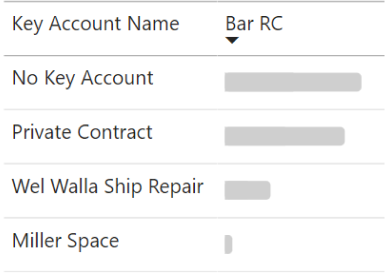 Key Account Name Bar RC
No Key Account
Private Contract
Wel Walla Ship Repair
Miller Space